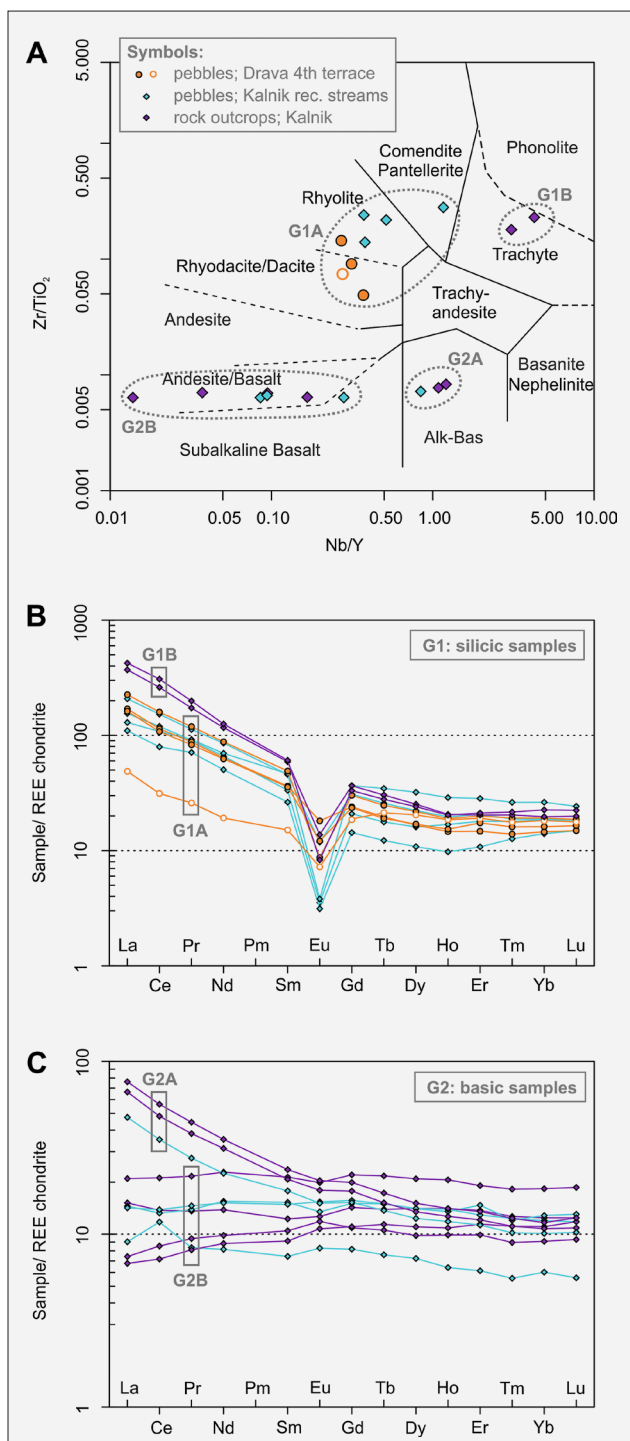 A
Symbols:
pebbles; Drava 4th terrace
pebbles; Kalnik rec. streams
rock outcrops; Kalnik
5.000
0.500
0.050
0.005
0.001
Zr/TiO2
Comendite
Pantellerite
Phonolite
Rhyolite
G1B
G1A
Trachyte
Rhyodacite/Dacite
Trachy-
andesite
Andesite
G2A
Andesite/Basalt
Basanite
Nephelinite
G2B
Subalkaline Basalt
Alk-Bas
0.01 0.05 0.10 0.50 1.00 5.00 10.00
Nb/Y
B
1000
100
10
1
Sample/ REE chondrite
G1: silicic samples
G1B
G1A
La Pr Pm Eu Tb Ho Tm Lu
Ce Nd Sm Gd Dy Er Yb
C
100
10
1
Sample/ REE chondrite
G2: basic samples
G2A
G2B
La Pr Pm Eu Tb Ho Tm Lu
Ce Nd Sm Gd Dy Er Yb